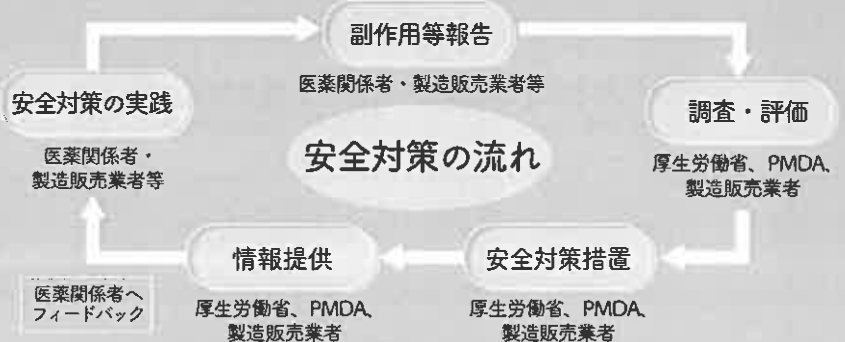 副作用等報告
医薬関係者・製造販売業者等
安全対策の実践
医薬関係者・
製造販売業者等
安全対策の流れ
調査・評価
厚生労働省、PMDA、
製造販売業者
情報提供
厚生労働省、PMDA、
製造販売業者
安全対策措置
厚生労働省、PMDA、
製造販売業者
医薬関係者へ
フィードバック